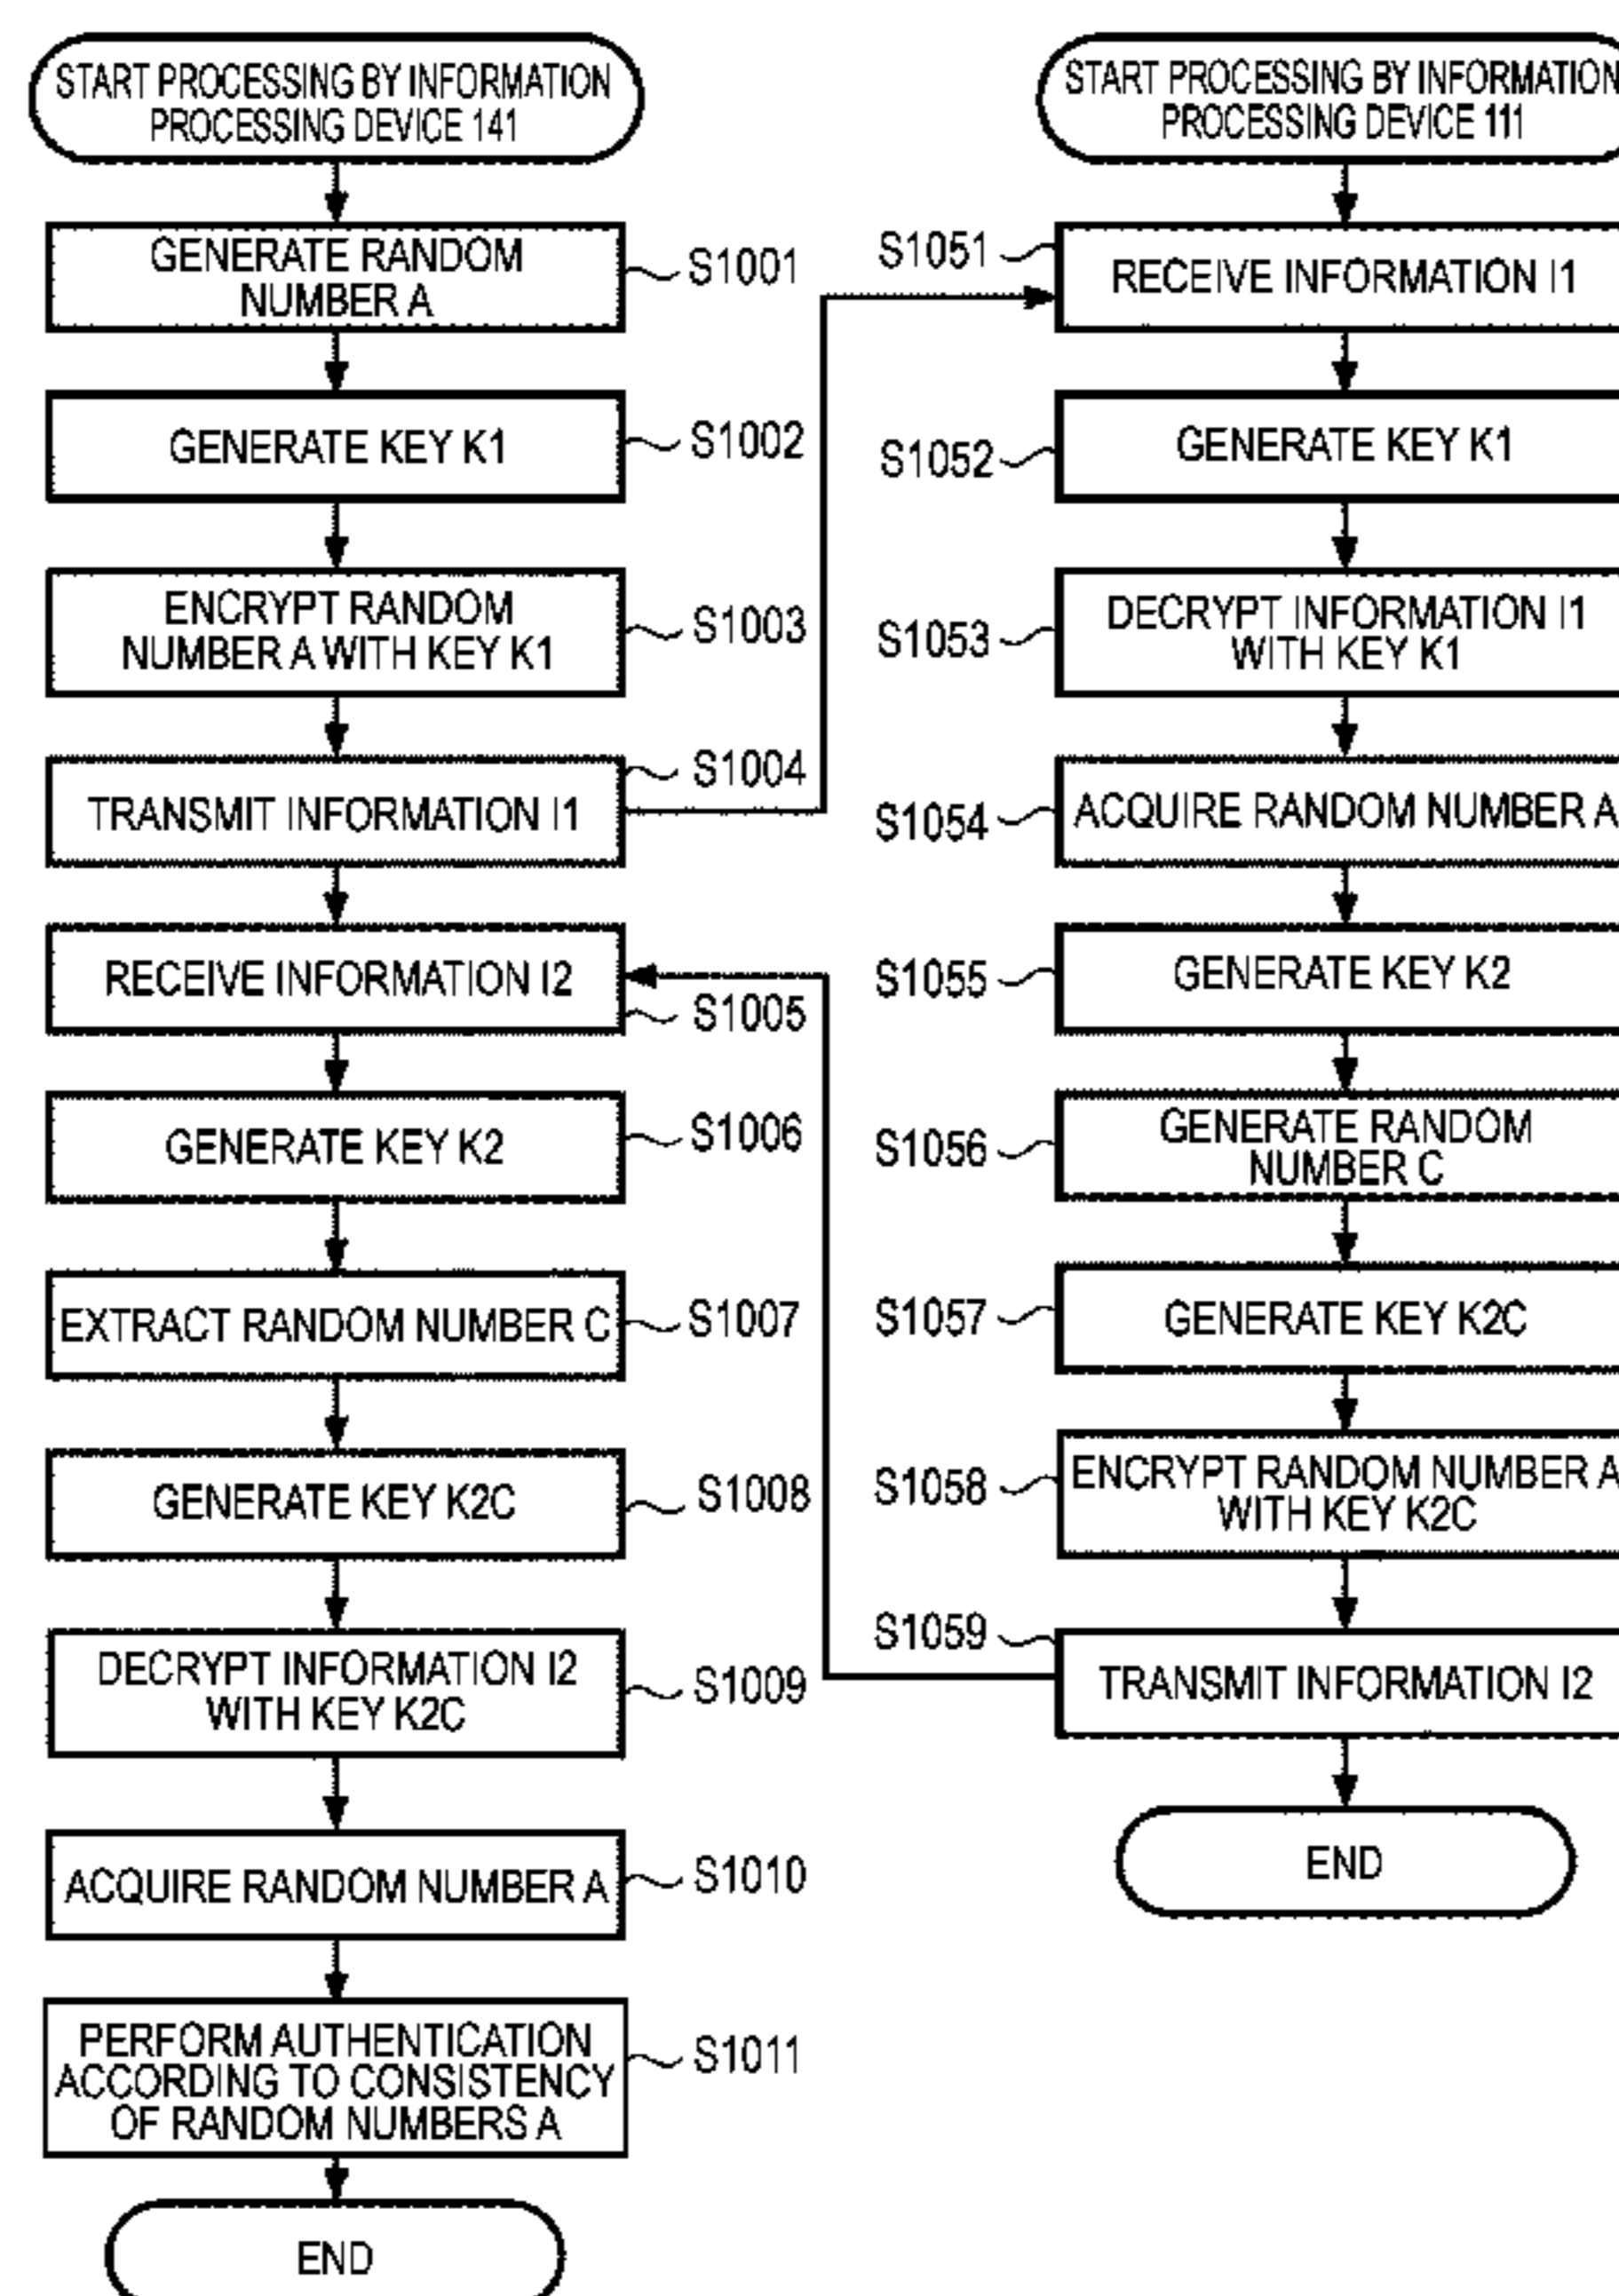 START PROCESSING BY INFORMATION
PROCESSING DEVICE 141
GENERATE RANDOM
NUMBER A
S1001
GENERATE KEY K1
S1002
ENCRYPT RANDOM
NUMBER A WITH KEY K1
S1003
TRANSMIT INFORMATION I1
S1004
RECEIVE INFORMATION I2
S1005
GENERATE KEY K2
S1006
EXTRACT RANDOM NUMBER C
S1007
GENERATE KEY K2C
S1008
DECRYPT INFORMATION I2
WITH KEY K2C
S1009
ACQUIRE RANDOM NUMBER A
S1010
PERFORM AUTHENTICATION
ACCORDING TO CONSISTENCY
OF RANDOM NUMBERS A
S1011
END
START PROCESSING BY INFORMATION
PROCESSING DEVICE 111
S1051
RECEIVE INFORMATION I1
S1052
GENERATE KEY K1
S1053
DECRYPT INFORMATION I1
WITH KEY K1
S1054
ACQUIRE RANDOM NUMBER A
S1055
GENERATE KEY K2
S1056
GENERATE RANDOM
NUMBER C
S1057
GENERATE KEY K2C
S1058
ENCRYPT RANDOM NUMBER A
WITH KEY K2C
S1059
TRANSMIT INFORMATION I2
END